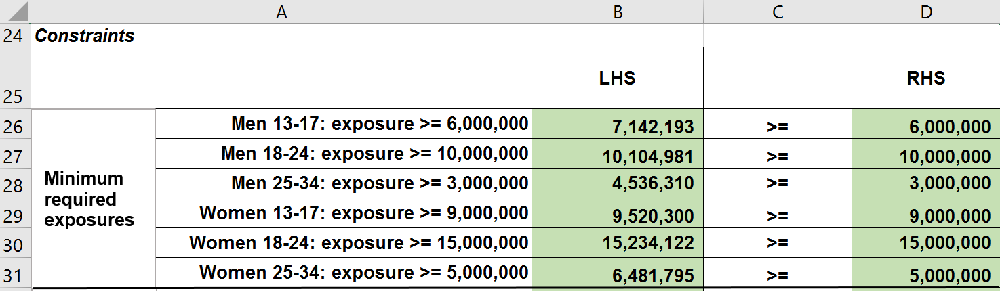 A B C D
24 Constraints
25 LHS RHS
Minimum
required
exposures
26 Men 13-17: exposure >= 6,000,000 7,142,193 >= 6,000,000
27 Men 18-24: exposure >= 10,000,000 10,104,981 >= 10,000,000
28 Men 25-34: exposure >= 3,000,000 4,536,310 >= 3,000,000
29 Women 13-17: exposure >= 9,000,000 9,520,300 >= 9,000,000
30 Women 18-24: exposure >= 15,000,000 15,234,122 >= 15,000,000
31 Women 25-34: exposure >= 5,000,000 6,481,795 >= 5,000,000